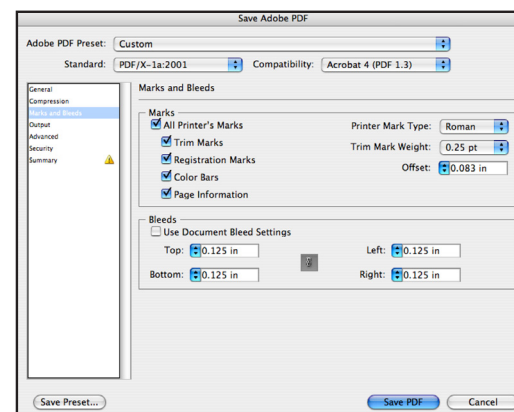 Save Adobe PDF
Adobe PDF Preset: Custom
Standard: PDF/X-1a:2001 Compatibility: Acrobat 4 (PDF 1.3)
General
Compression
Marks and Bleeds
Output
Advanced
Security
Summary
Marks and Bleeds
Marks
All Printer's Marks
Trim Marks
Registration Marks
Color Bars
Page Information
Printer Mark Type: Roman
Trim Mark Weight: 0.25 pt
Offset: 0.083 in
Bleeds
Use Document Bleed Settings
Top: 0.125 in Left: 0.125 in
Bottom: 0.125 in Right: 0.125 in
Save Preset... Save PDF Cancel